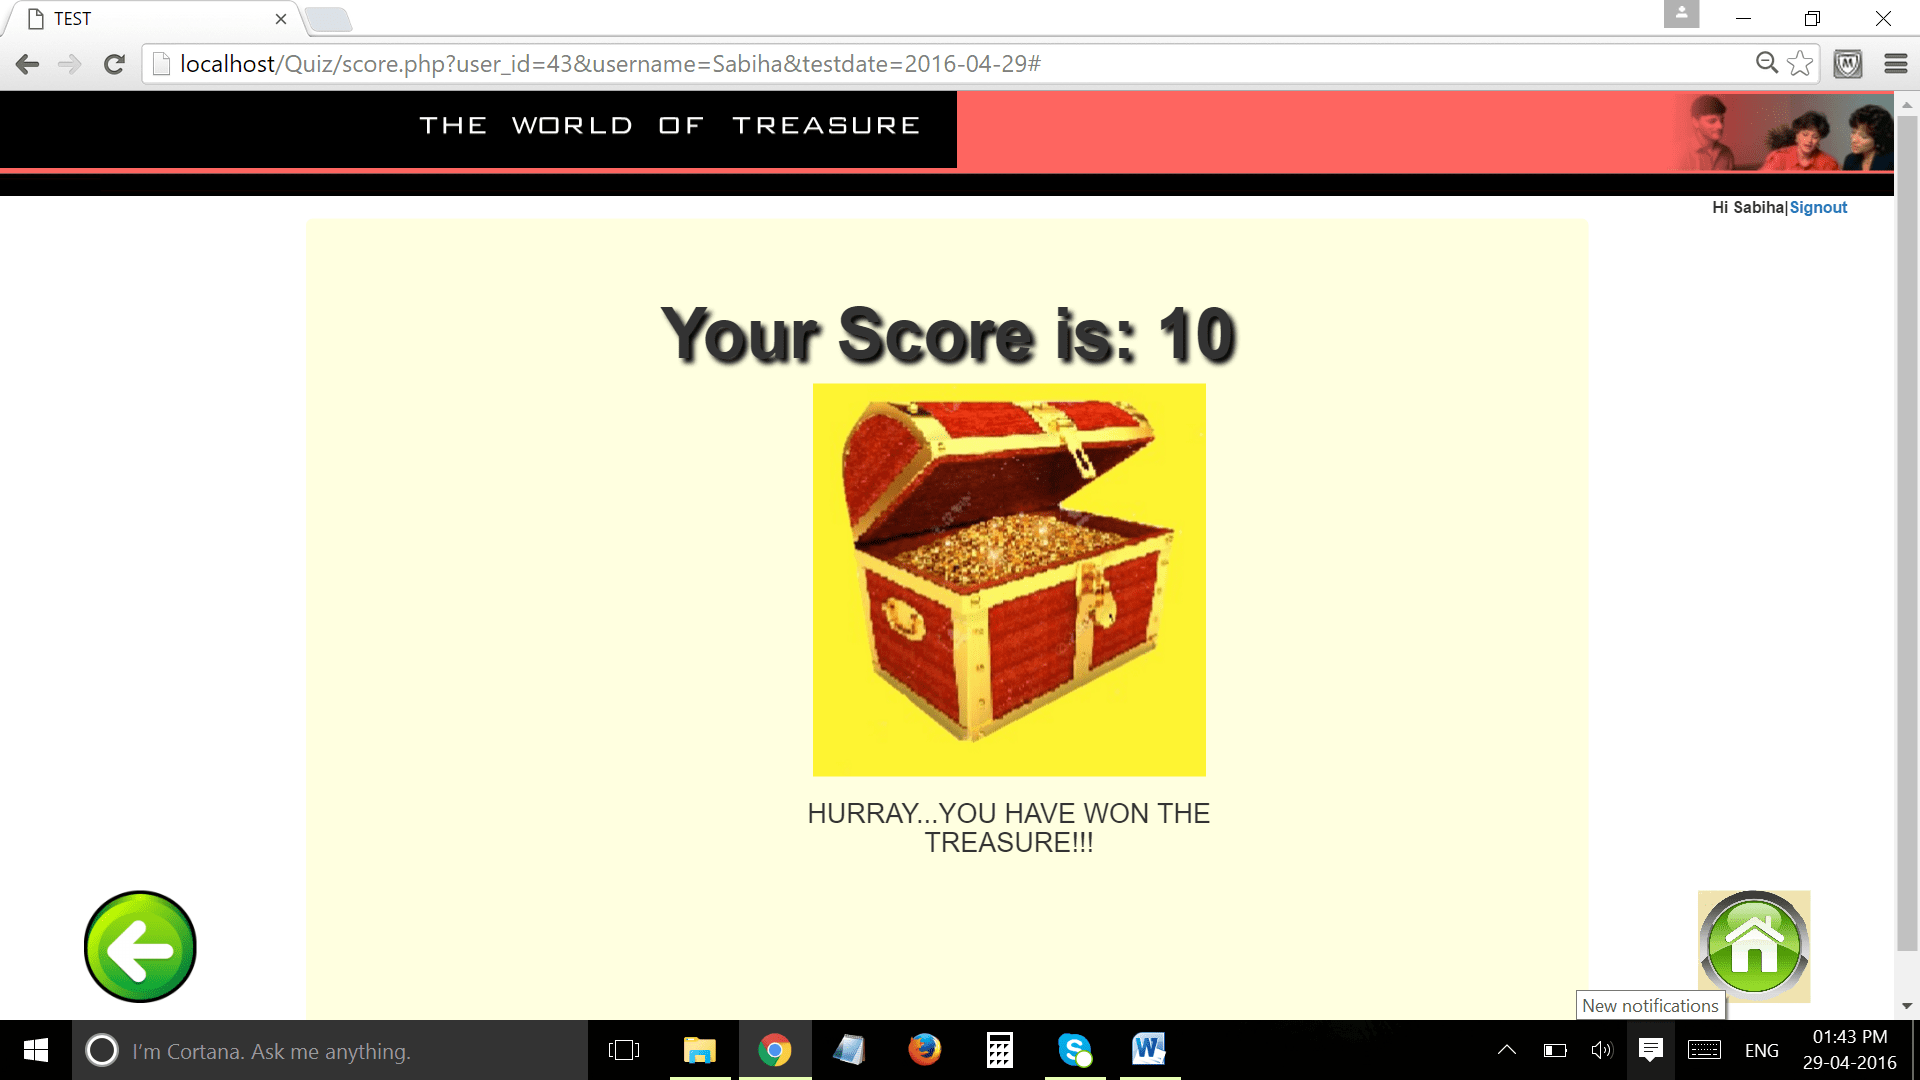 TEST
localhost/Quiz/score.php?user_id=43&username=Sabiha&testdate=2016-04-29#
THE WORLD OF TREASURE
Hi Sabiha|Signout
Your Score is: 10
HURRAY...YOU HAVE WON THE
TREASURE!!!
New notifications
I'm Cortana. Ask me anything.
ENG
01:43 PM
29-04-2016